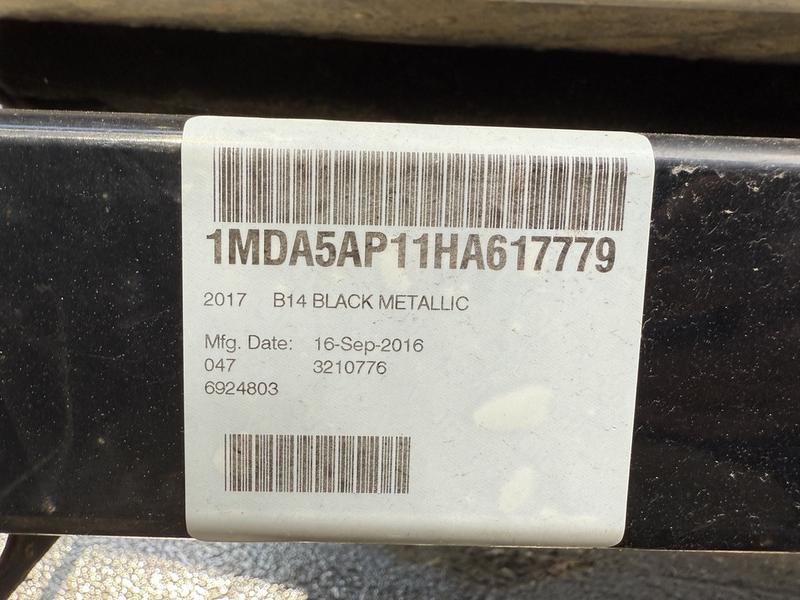 1MDA5AP11HA617779
2017 B14 BLACK METALLIC
Mfg. Date: 16-Sep-2016
047 3210776
6924803